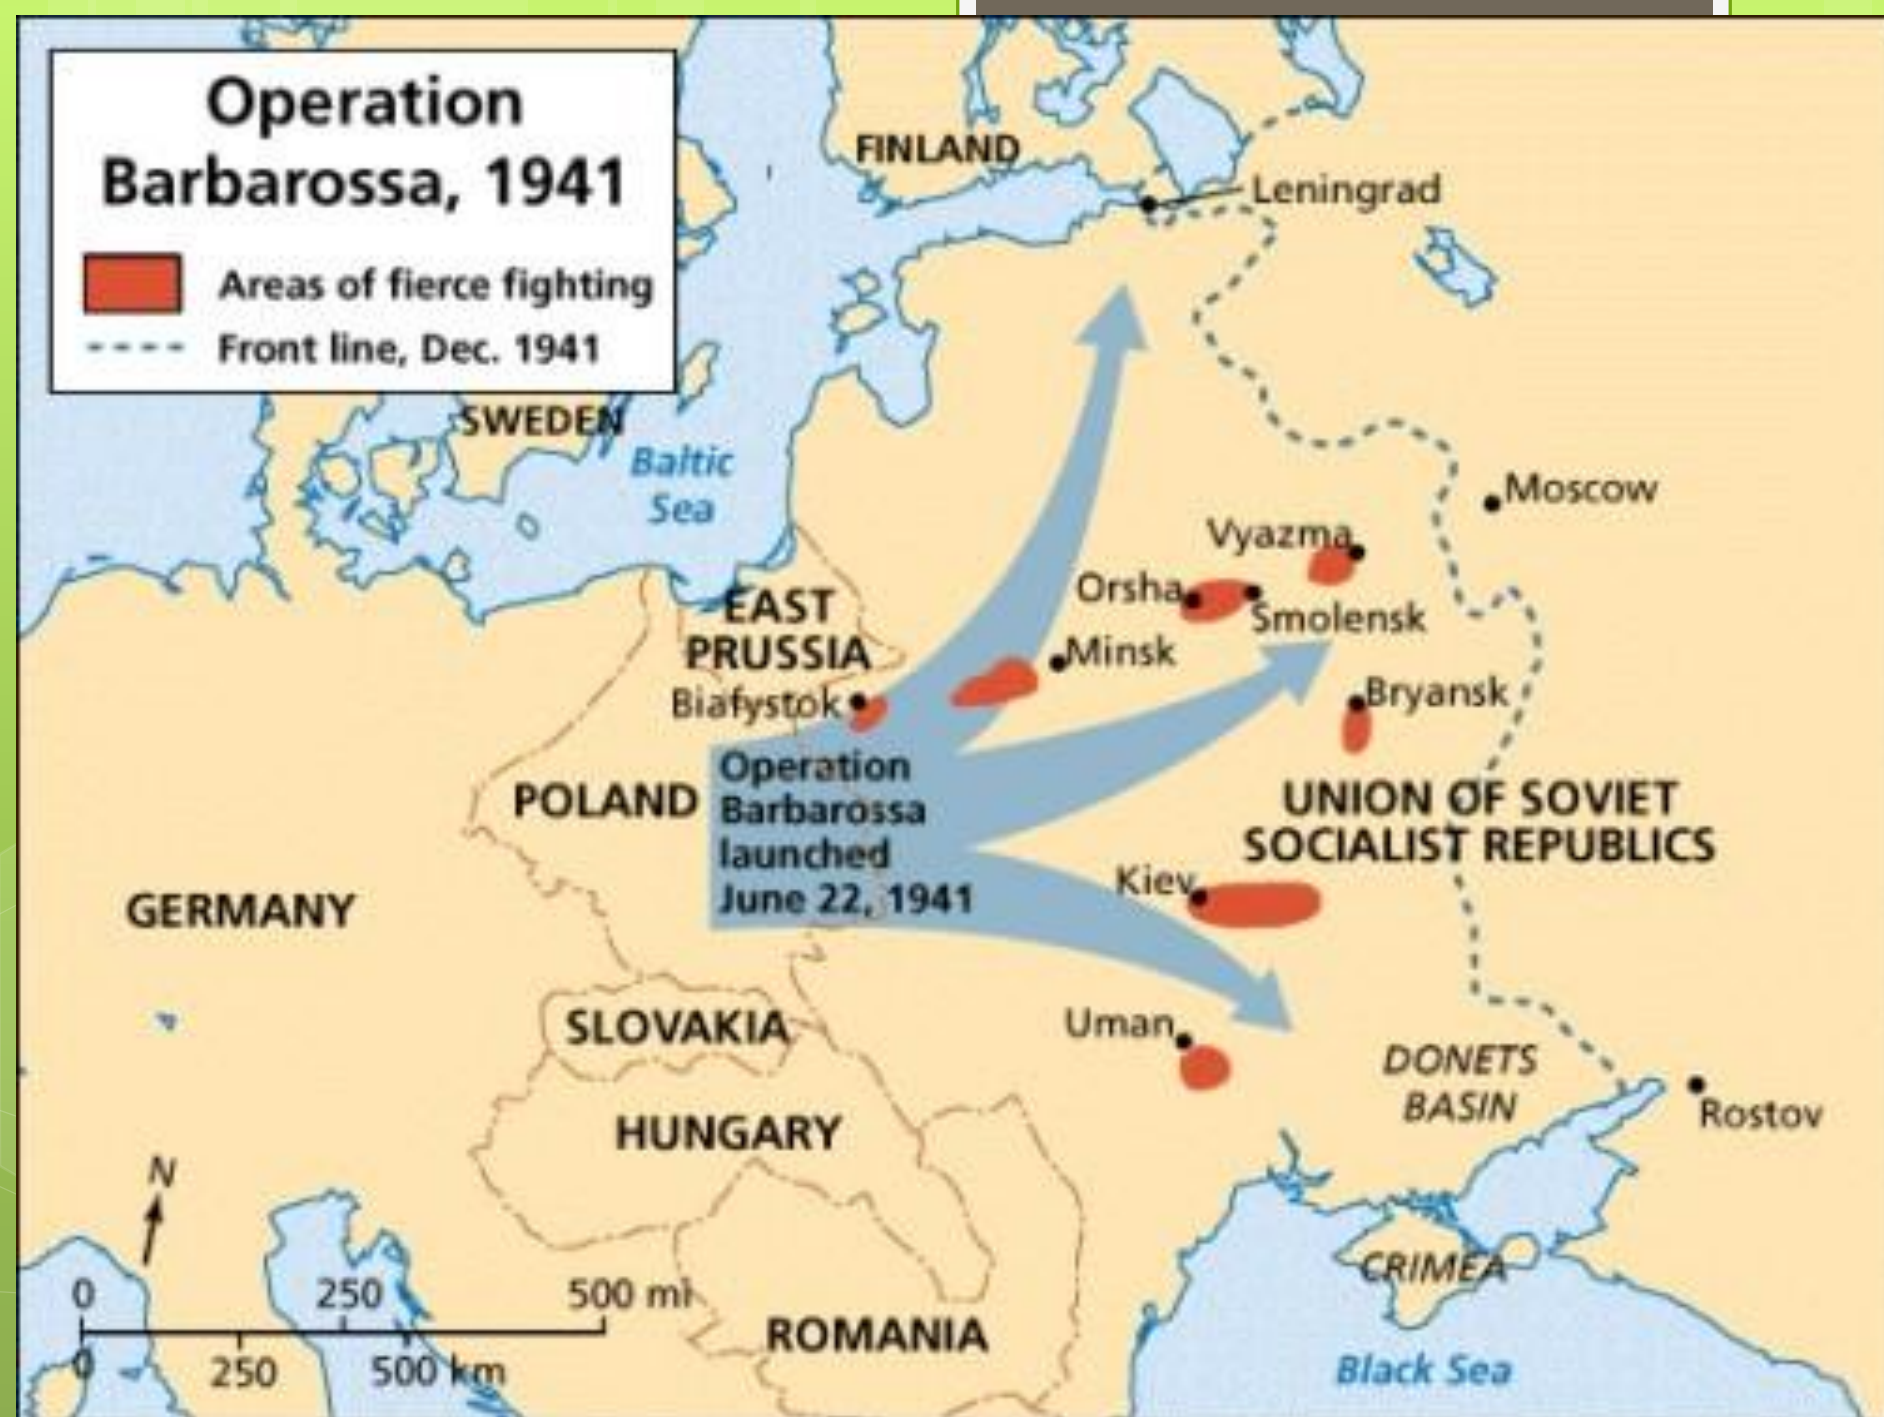 Operation
Barbarossa, 1941
Areas of fierce fighting
Front line, Dec. 1941
FINLAND
Leningrad
SWEDEN
Baltic
Sea
Moscow
Vyazma
Orsha
Smolensk
EAST
PRUSSIA
Minsk
Biafystok
Bryansk
POLAND
Operation
Barbarossa
launched
June 22, 1941
UNION OF SOVIET
SOCIALIST REPUBLICS
Kiev
GERMANY
SLOVAKIA
Uman
DONETS
BASIN
Rostov
HUNGARY
N
CRIMEA
0 250 500 mi
0 250 500 km
ROMANIA
Black Sea